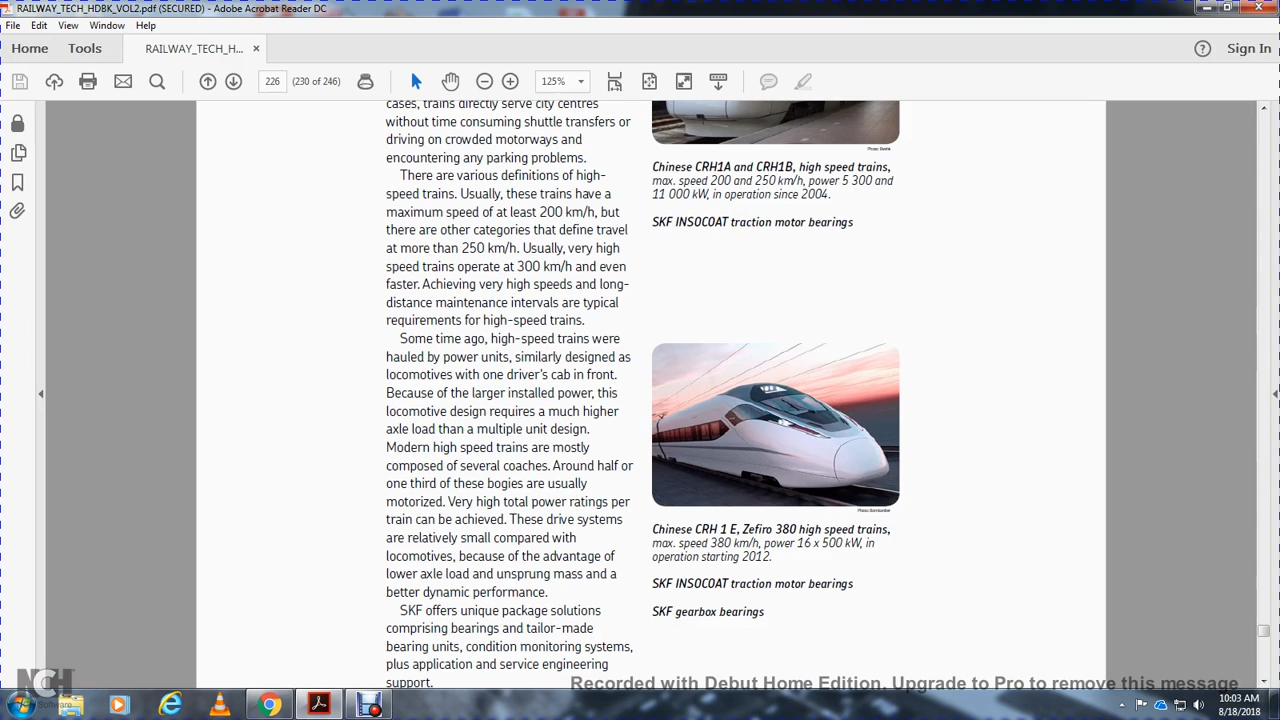 RAILWAY_TECH_HDBK_VOL2.pdf (SECURED) - Adobe Acrobat Reader DC
File Edit View Window Help
Home Tools RAILWAY_TECH_H... × Sign In
226 (230 of 246) 125%
cases, trains directly serve city centres
without time consuming shuttle transfers or
driving on crowded motorways and
encountering any parking problems.
There are various definitions of high-
speed trains. Usually, these trains have a
maximum speed of at least 200 km/h, but
there are other categories that define travel
at more than 250 km/h. Usually, very high
speed trains operate at 300 km/h and even
faster. Achieving very high speeds and long-
distance maintenance intervals are typical
requirements for high-speed trains.
Some time ago, high-speed trains were
hauled by power units, similarly designed as
locomotives with one driver's cab in front.
Because of the larger installed power, this
locomotive design requires a much higher
axle load than a multiple unit design.
Modern high speed trains are mostly
composed of several coaches. Around half or
one third of these bogies are usually
motorized. Very high total power ratings per
train can be achieved. These drive systems
are relatively small compared with
locomotives, because of the advantage of
lower axle load and unsprung mass and a
better dynamic performance.
SKF offers unique package solutions
comprising bearings and tailor-made
bearing units, condition monitoring systems,
plus application and service engineering
support.
Chinese CRH1A and CRH1B, high speed trains,
max. speed 200 and 250 km/h, power 5 300 and
11 000 kW, in operation since 2004.
SKF INSOCOAT traction motor bearings
Photo: Bombardier
Chinese CRH 1 E, Zefiro 380 high speed trains,
max. speed 380 km/h, power 16 x 500 kW, in
operation starting 2012.
SKF INSOCOAT traction motor bearings
SKF gearbox bearings
NCH
Software
Recorded with Debut Home Edition. Upgrade to Pro to remove this message
10:03 AM
8/18/2018